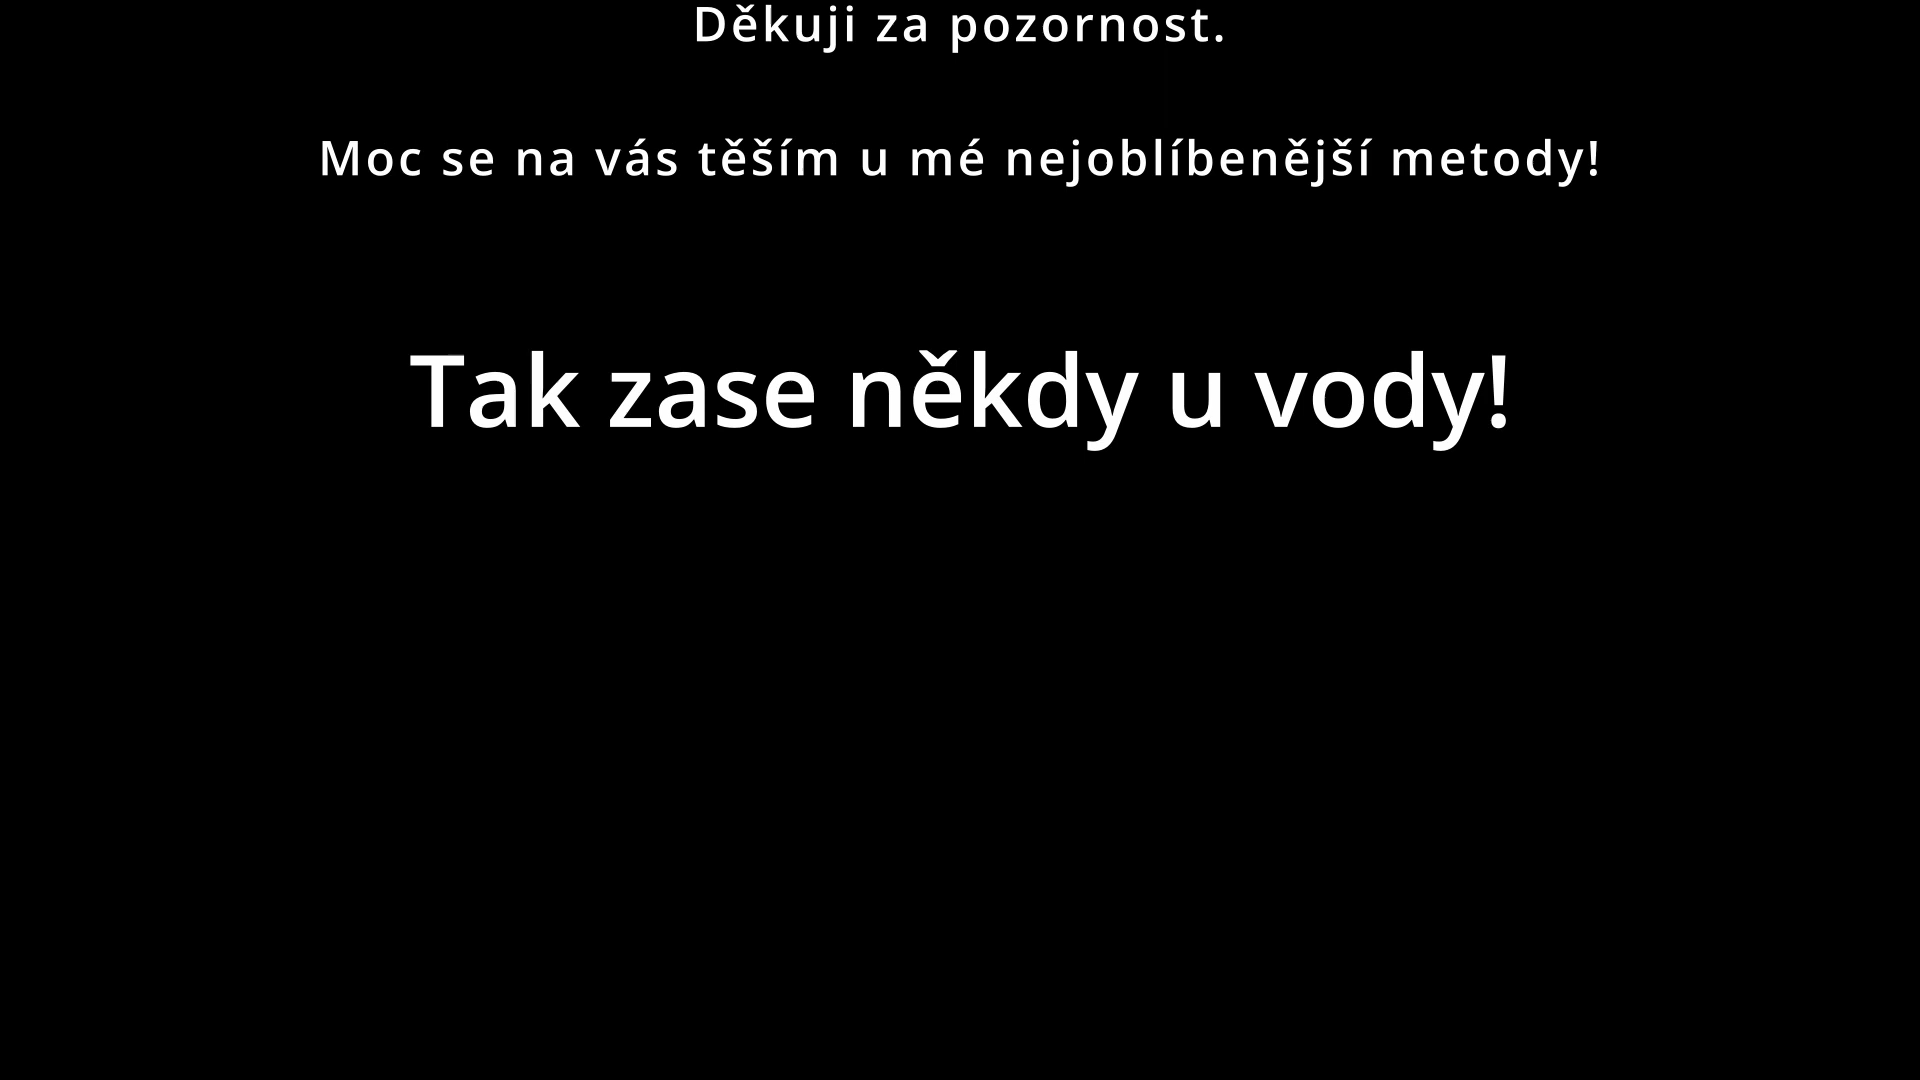 Děkuji za pozornost.
Moc se na vás těším u mé nejoblíbenější metody!
Tak zase někdy u vody!